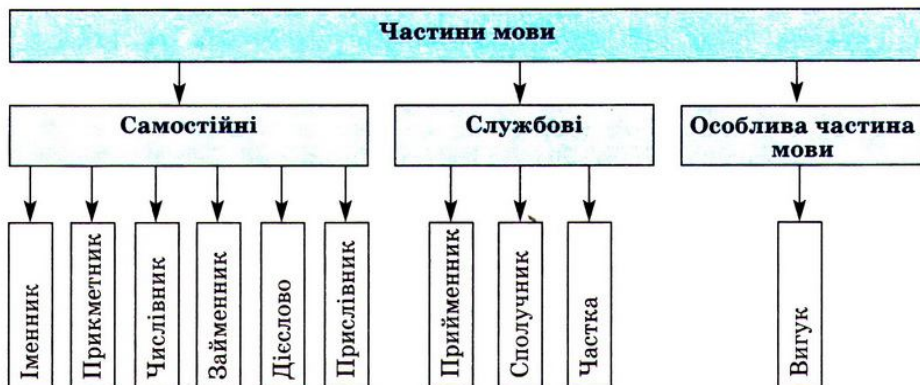 Частини мови
Самостійні
Службові
Особлива частина
мови
Іменник
Прикметник
Числівник
Займенник
Дієслово
Прислівник
Прийменник
Сполучник
Частка
Вигук